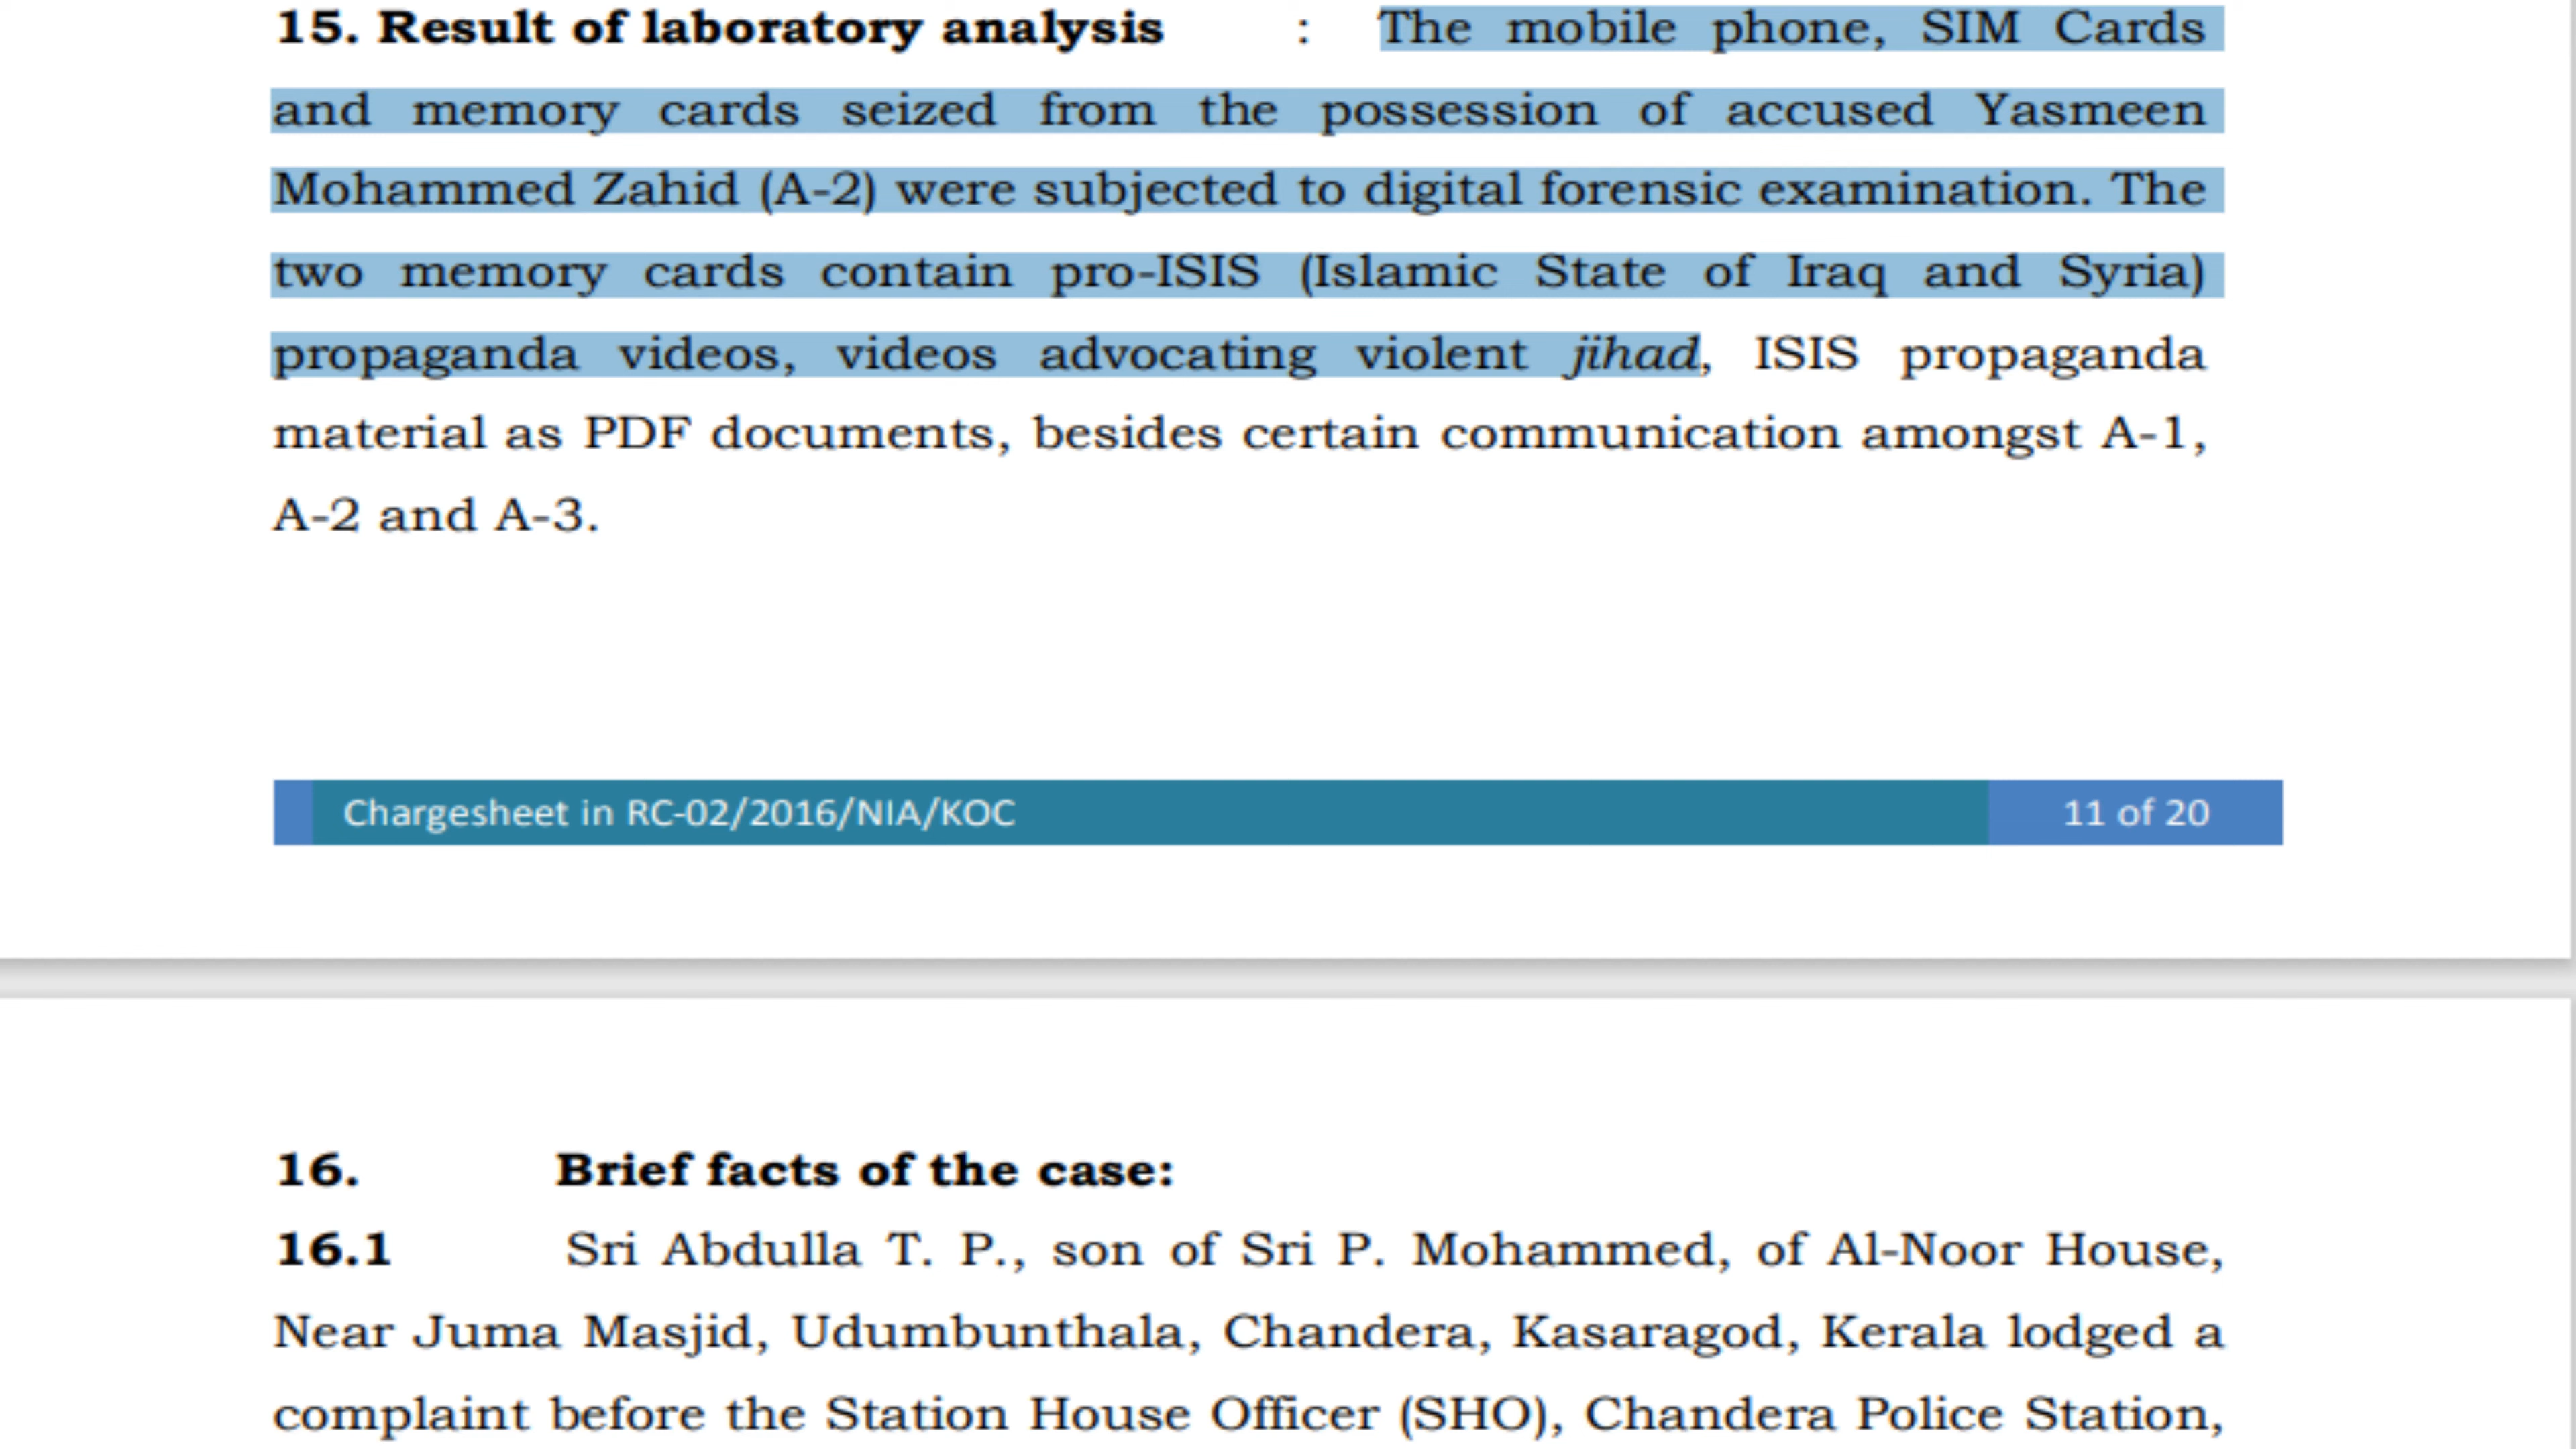 15. Result of laboratory analysis : The mobile phone, SIM Cards
and memory cards seized from the possession of accused Yasmeen
Mohammed Zahid (A-2) were subjected to digital forensic examination. The
two memory cards contain pro-ISIS (Islamic State of Iraq and Syria)
propaganda videos, videos advocating violent jihad, ISIS propaganda
material as PDF documents, besides certain communication amongst A-1,
A-2 and A-3.
Chargesheet in RC-02/2016/NIA/KOC 11 of 20
16. Brief facts of the case:
16.1 Sri Abdulla T. P., son of Sri P. Mohammed, of Al-Noor House,
Near Juma Masjid, Udumbunthala, Chandera, Kasaragod, Kerala lodged a
complaint before the Station House Officer (SHO), Chandera Police Station,